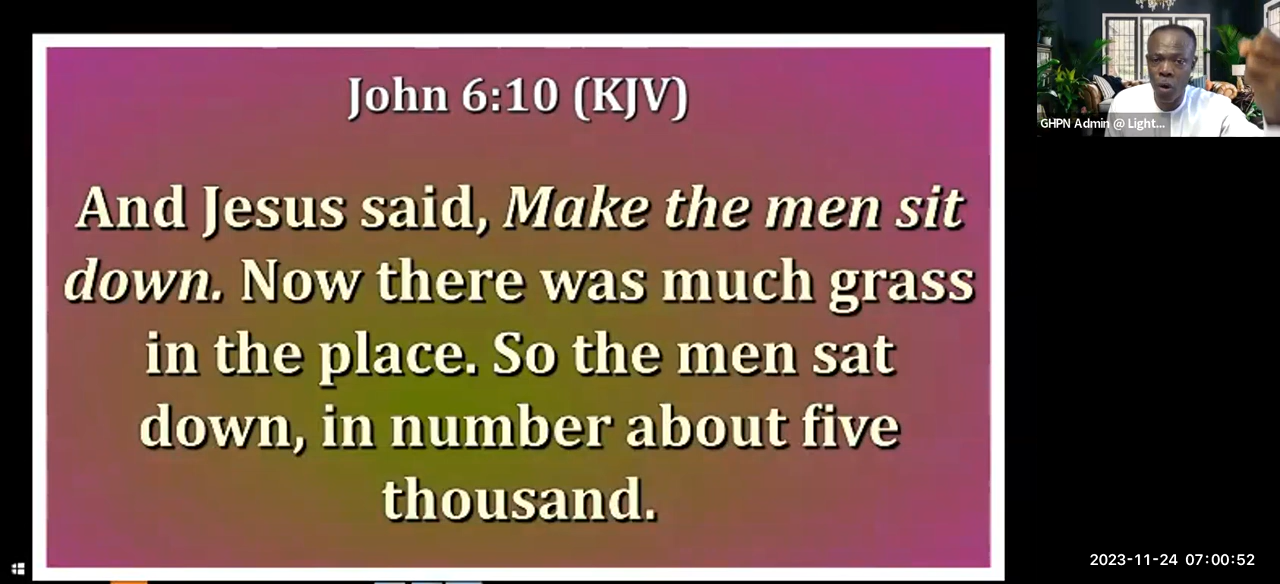 John 6:10 (KJV)
And Jesus said, Make the men sit
down. Now there was much grass
in the place. So the men sat
down, in number about five
thousand.
GHPN Admin @ Light...
2023-11-24 07:00:52